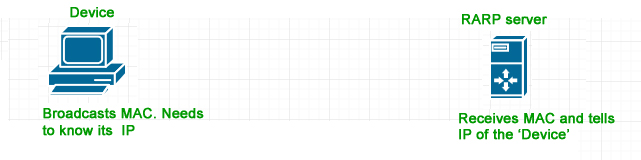 Device
RARP server
Broadcasts MAC. Needs
to know its IP
Receives MAC and tells
IP of the 'Device'